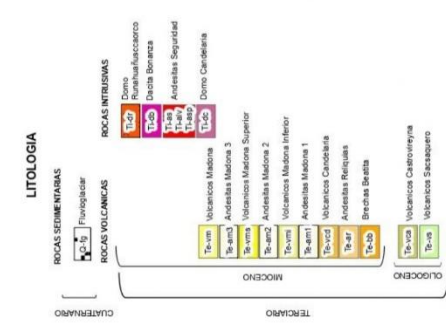 LITOLOGIA
ROCAS SEDIMENTARIAS
Q-fg Fluvioglaciar
ROCAS VOLCANICAS
Te-vm Volcanicos Madona
Te-am3 Andesitas Madona 3
Te-vms Volcanicos Madona Superior
Te-am2 Andesitas Madona 2
Te-vmi Volcanicos Madona Inferior
Te-am1 Andesitas Madona 1
Te-vcd Volcanicos Candelaria
Te-ar Andesitas Reliquias
Te-bb Brechas Beatita
Te-vca Volcanicos Castrovireyna
Te-vs Volcanicos Sacsaquero
ROCAS INTRUSIVAS
Ti-dr Domo
Runahuañusccaorco
Ti-db Dacita Bonanza
Ti-as
Ti-alv Andesitas Seguridad
Ti-asp
Ti-dc Domo Candelaria
CUATERNARIO
TERCIARIO
MIOCENO
OLIGOCENO